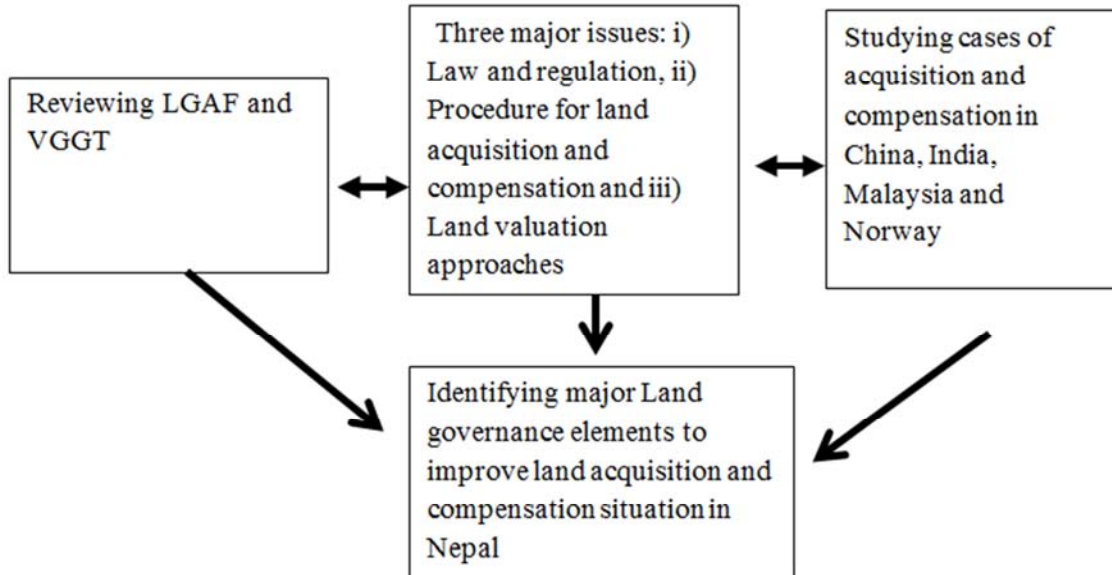 Reviewing LGAF and
VGGT
Three major issues: i)
Law and regulation, ii)
Procedure for land
acquisition and
compensation and iii)
Land valuation
approaches
Studying cases of
acquisition and
compensation in
China, India,
Malaysia and
Norway
Identifying major Land
governance elements to
improve land acquisition and
compensation situation in
Nepal